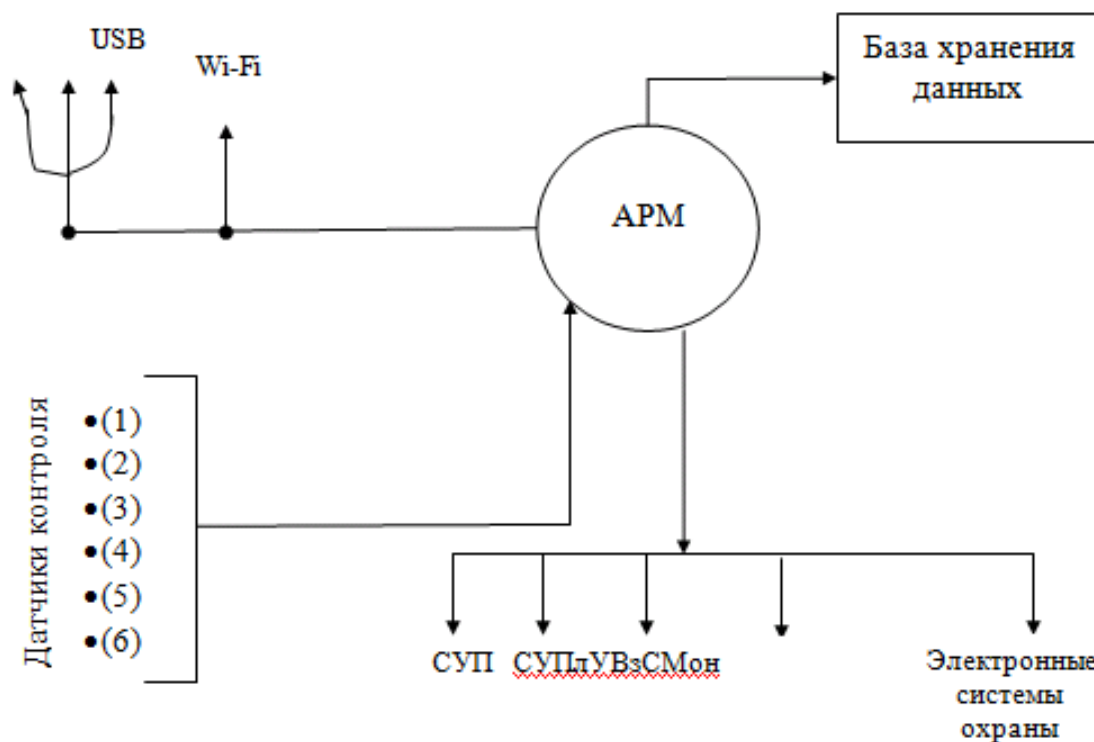 USB
Wi-Fi
База хранения
данных
АРМ
Датчики контроля
•(1)
•(2)
•(3)
•(4)
•(5)
•(6)
СУП СУПлУВзСМон
Электронные
системы
охраны